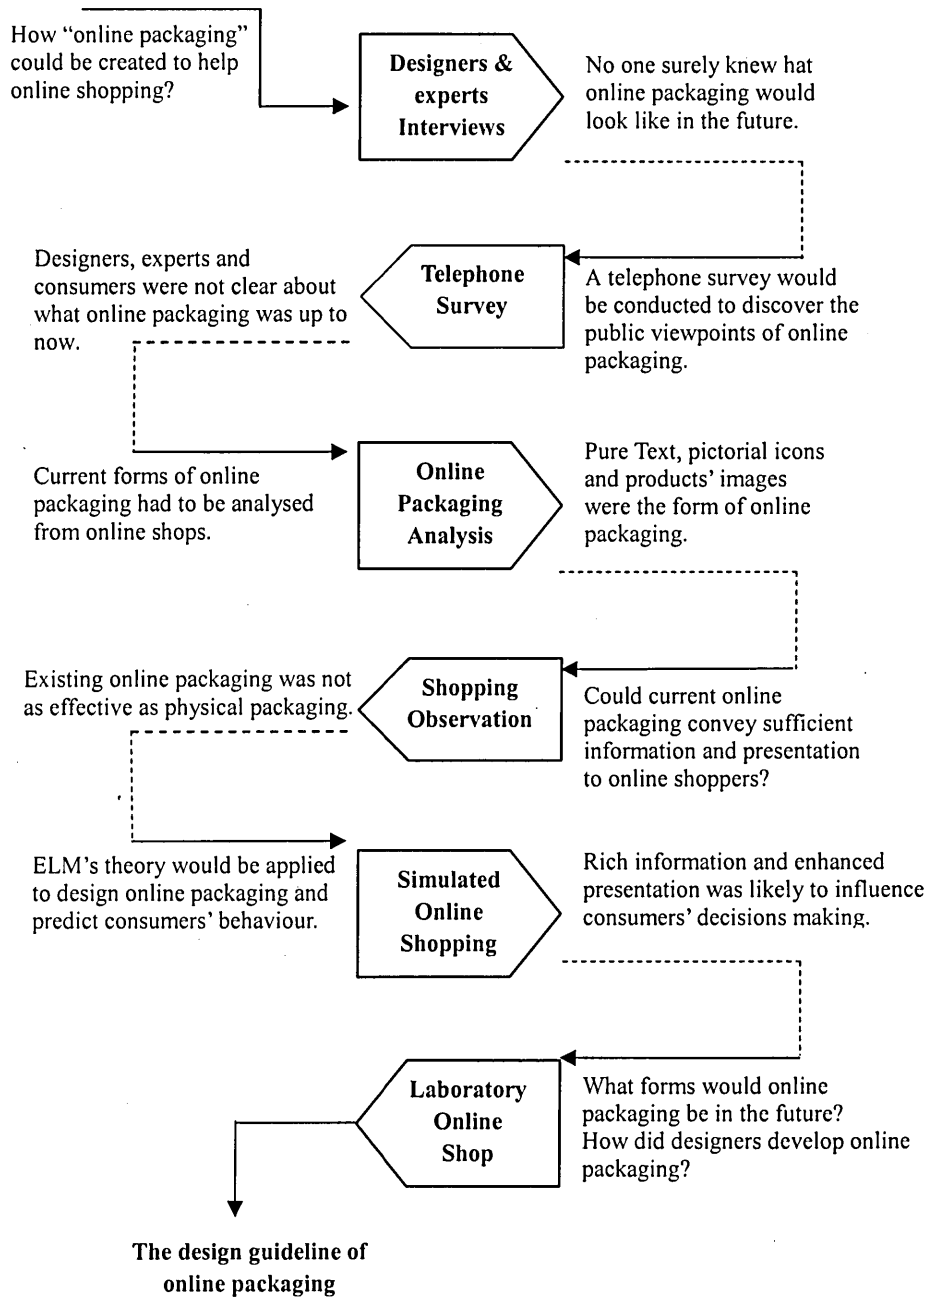 How “online packaging”
could be created to help
online shopping?
Designers &
experts
Interviews
No one surely knew hat
online packaging would
look like in the future.
A telephone survey would
be conducted to discover the
public viewpoints of online
packaging.
Telephone
Survey
Designers, experts and
consumers were not clear about
what online packaging was up to
now.
Current forms of online
packaging had to be analysed
from online shops.
Online
Packaging
Analysis
Pure Text, pictorial icons
and products’ images
were the form of online
packaging.
Could current online
packaging convey sufficient
information and presentation
to online shoppers?
Shopping
Observation
Existing online packaging was not
as effective as physical packaging.
ELM’s theory would be applied
to design online packaging and
predict consumers’ behaviour.
Simulated
Online
Shopping
Rich information and enhanced
presentation was likely to influence
consumers’ decisions making.
What forms would online
packaging be in the future?
How did designers develop online
packaging?
Laboratory
Online
Shop
The design guideline of
online packaging